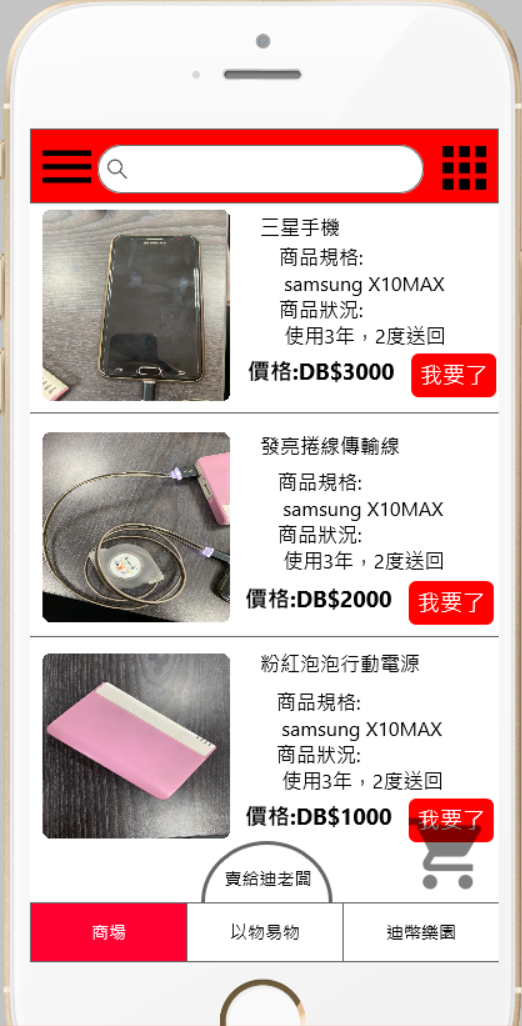 三星手機
商品規格:
samsung X10MAX
商品狀況:
使用3年，2度送回
價格:DB$3000
我要了
發亮捲線傳輸線
商品規格:
samsung X10MAX
商品狀況:
使用3年，2度送回
價格:DB$2000
我要了
粉紅泡泡行動電源
商品規格:
samsung X10MAX
商品狀況:
使用3年，2度送回
價格:DB$1000
我要了
賣給迪老闆
商場
以物易物
迪幣樂園